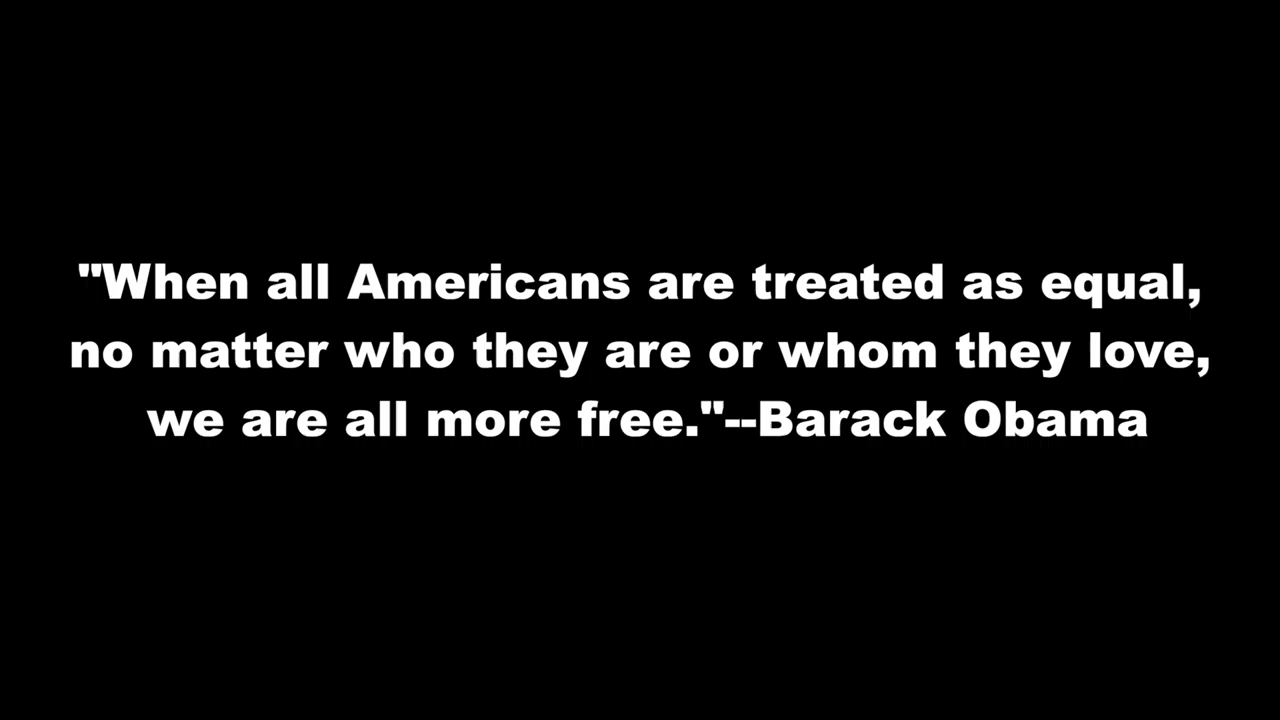 "When all Americans are treated as equal,
no matter who they are or whom they love,
we are all more free."--Barack Obama